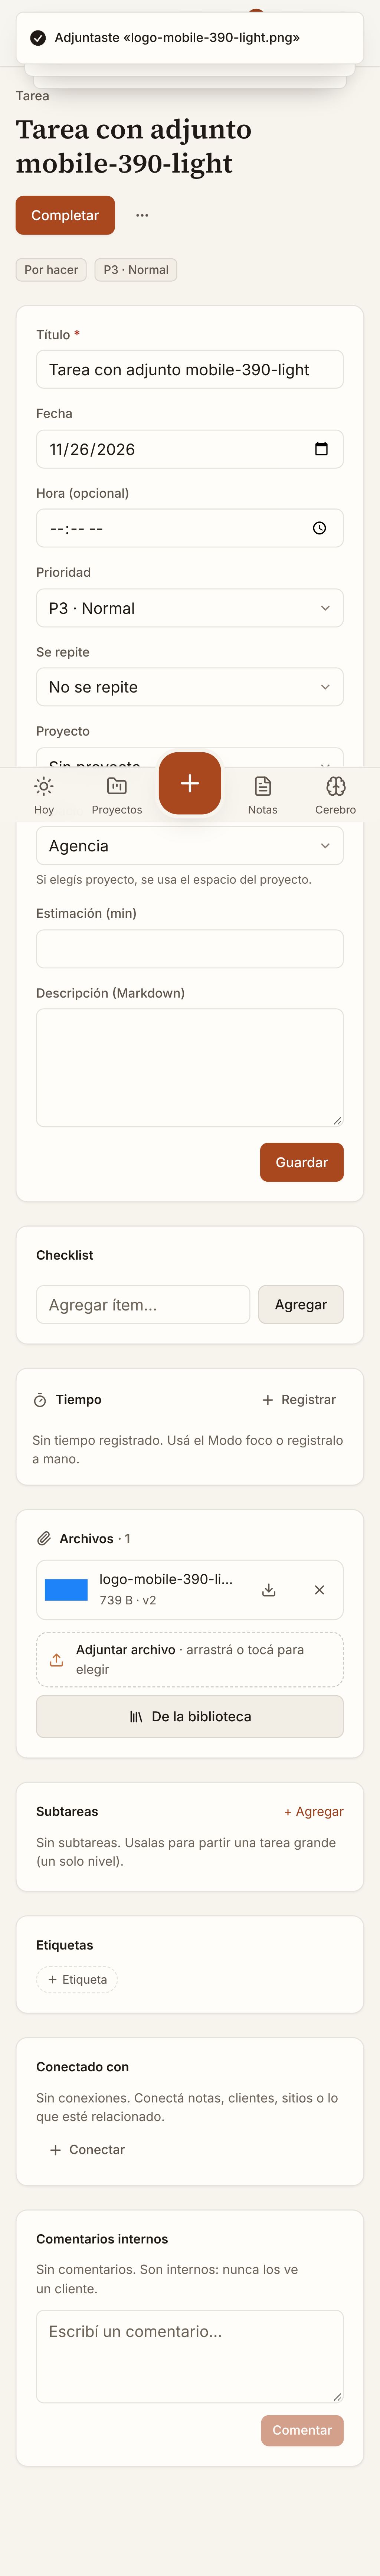 Adjuntaste «logo-mobile-390-light.png»
Tarea
Tarea con adjunto
mobile-390-light
Completar
Por hacer
P3 · Normal
Título *
Tarea con adjunto mobile-390-light
Fecha
11/26/2026
Hora (opcional)
--:-- --
Prioridad
P3 · Normal
Se repite
No se repite
Proyecto
Sin proyecto
Hoy
Proyectos
Notas
Cerebro
Agencia
Si elegís proyecto, se usa el espacio del proyecto.
Estimación (min)
Descripción (Markdown)
Guardar
Checklist
Agregar ítem...
Agregar
Tiempo
+ Registrar
Sin tiempo registrado. Usá el Modo foco o registralo
a mano.
Archivos · 1
logo-mobile-390-li...
739 B · v2
Adjuntar archivo · arrastrá o tocá para
elegir
De la biblioteca
Subtareas
+ Agregar
Sin subtareas. Usalas para partir una tarea grande
(un solo nivel).
Etiquetas
+ Etiqueta
Conectado con
Sin conexiones. Conectá notas, clientes, sitios o lo
que esté relacionado.
+ Conectar
Comentarios internos
Sin comentarios. Son internos: nunca los ve
un cliente.
Escribí un comentario...
Comentar